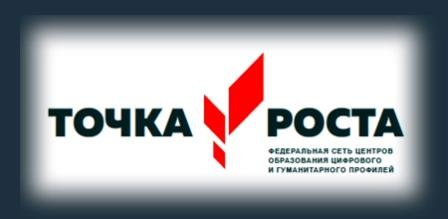 ТОЧКА РОСТА
ФЕДЕРАЛЬНАЯ СЕТЬ ЦЕНТРОВ
ОБРАЗОВАНИЯ ЦИФРОВОГО
И ГУМАНИТАРНОГО ПРОФИЛЕЙ